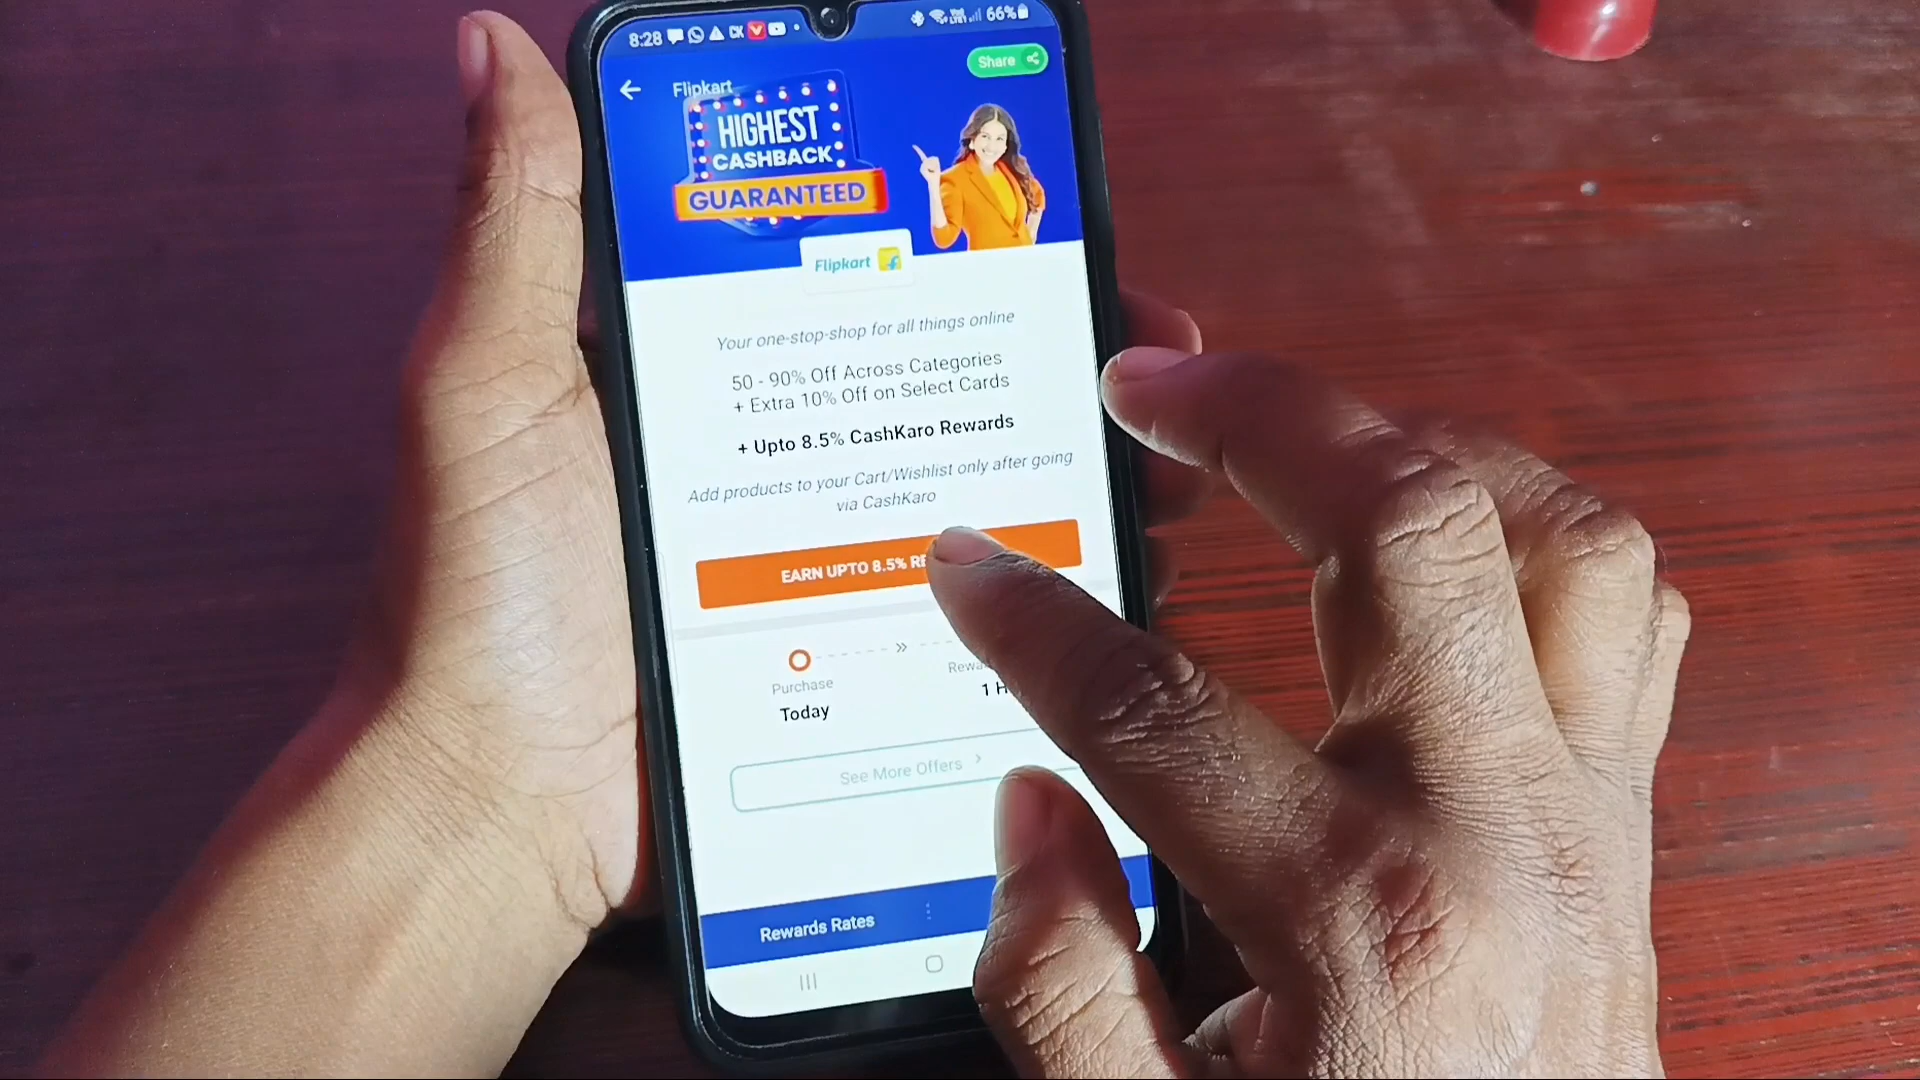 8:28
66%
Share
Flipkart
HIGHEST
CASHBACK
GUARANTEED
Flipkart
Your one-stop-shop for all things online
50 - 90% Off Across Categories
+ Extra 10% Off on Select Cards
+ Upto 8.5% CashKaro Rewards
Add products to your Cart/Wishlist only after going
via CashKaro
EARN UPTO 8.5%
Purchase
Today
1
See More Offers
Rewards Rates